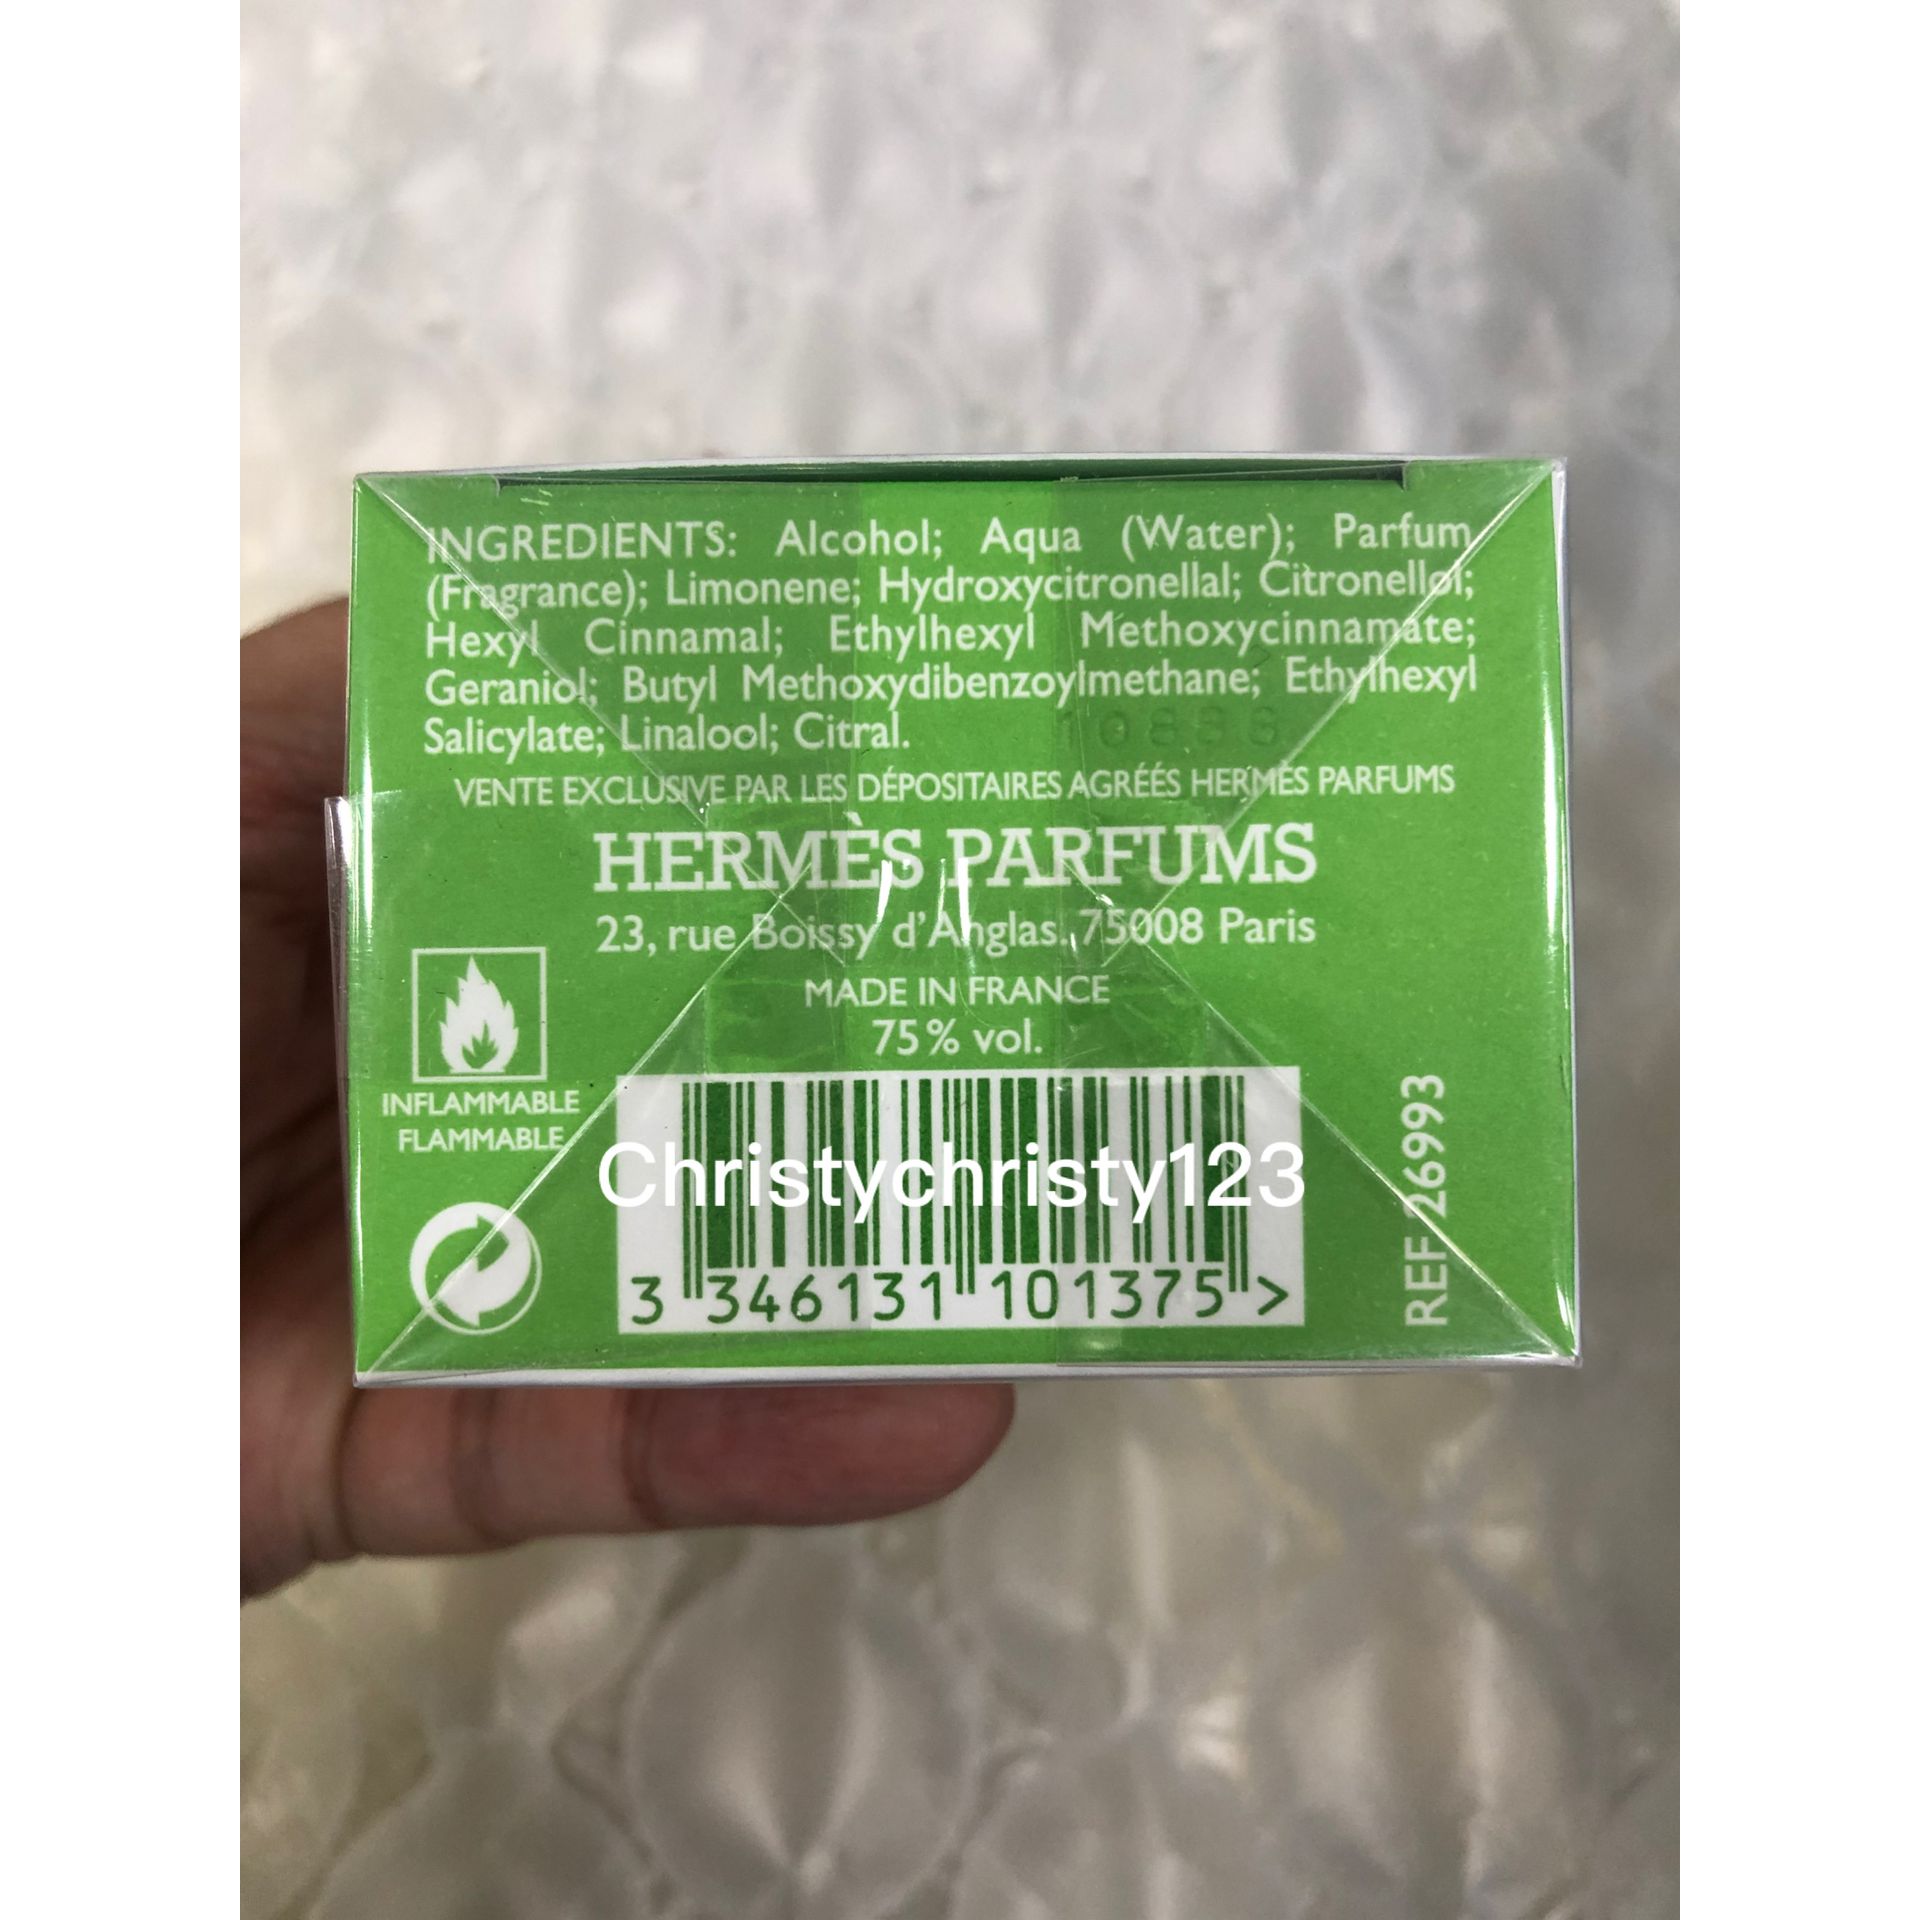 INGREDIENTS: Alcohol; Aqua (Water); Parfum
(Fragrance); Limonene; Hydroxycitronellal; Citronellol;
Hexyl Cinnamal; Ethylhexyl Methoxycinnamate;
Geraniol; Butyl Methoxydibenzoylmethane; Ethylhexyl
Salicylate; Linalool; Citral.
10888
VENTE EXCLUSIVE PAR LES DÉPOSITAIRES AGRÉÉS HERMÈS PARFUMS
HERMÈS PARFUMS
23, rue Boissy d'Anglas. 75008 Paris
MADE IN FRANCE
75% vol.
INFLAMMABLE
FLAMMABLE
Christychristy123
3 346131 101375 >
REF 26993